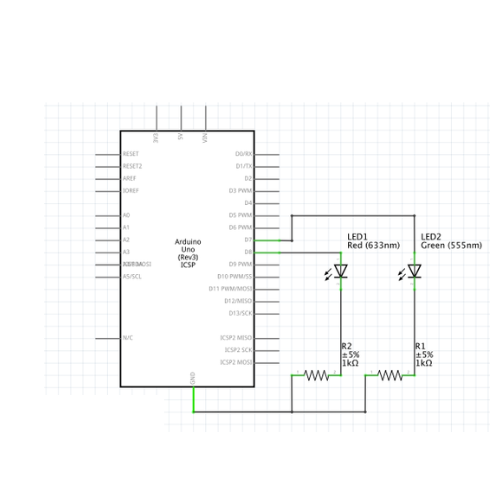 3V3
5V
VIN
RESET
RESET2
AREF
IOREF
A0
A1
A2
A3
A5/SCL
N/C
D0/RX
D1/TX
D2
D3 PWM
D4
D5 PWM
D6 PWM
D7
D8
D9 PWM
D10 PWM/SS
D11 PWM/MOSI
D12/MISO
D13/SCK
ICSP2 MISO
ICSP2 SCK
ICSP2 MOSI
GND
Arduino
Uno
(Rev3)
ICSP
LED1
Red (633nm)
LED2
Green (555nm)
R2
±5%
1kΩ
R1
±5%
1kΩ